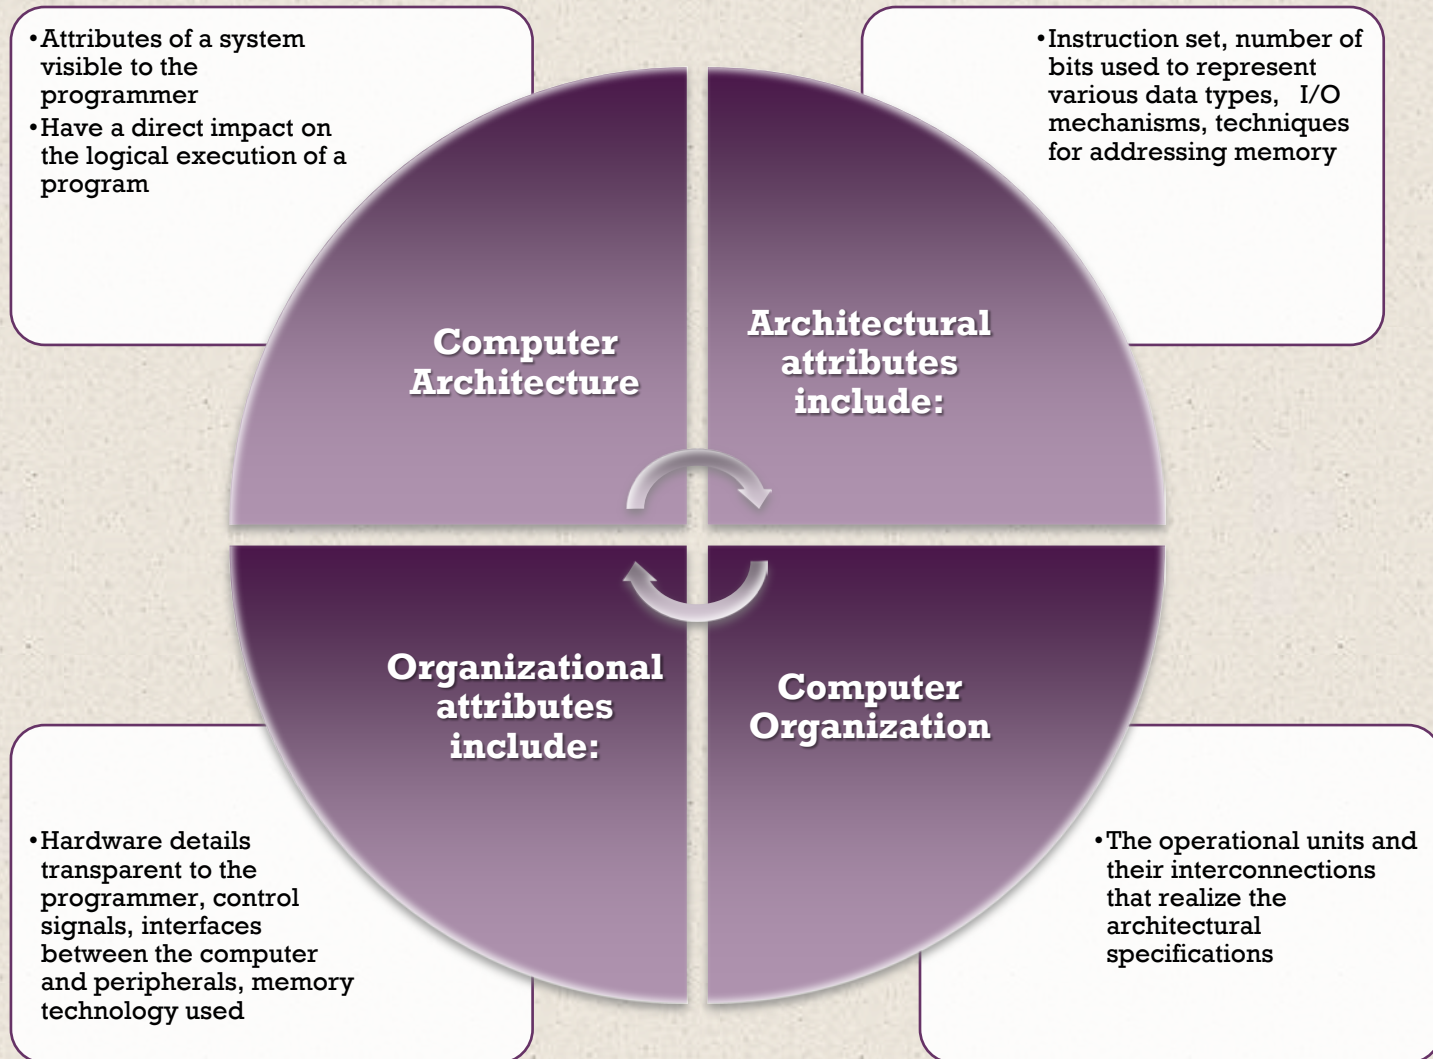 •Attributes of a system
visible to the
programmer
•Have a direct impact on
the logical execution of a
program
•Instruction set, number of
bits used to represent
various data types, I/O
mechanisms, techniques
for addressing memory
Computer
Architecture
Architectural
attributes
include:
Organizational
attributes
include:
Computer
Organization
•Hardware details
transparent to the
programmer, control
signals, interfaces
between the computer
and peripherals, memory
technology used
•The operational units and
their interconnections
that realize the
architectural
specifications